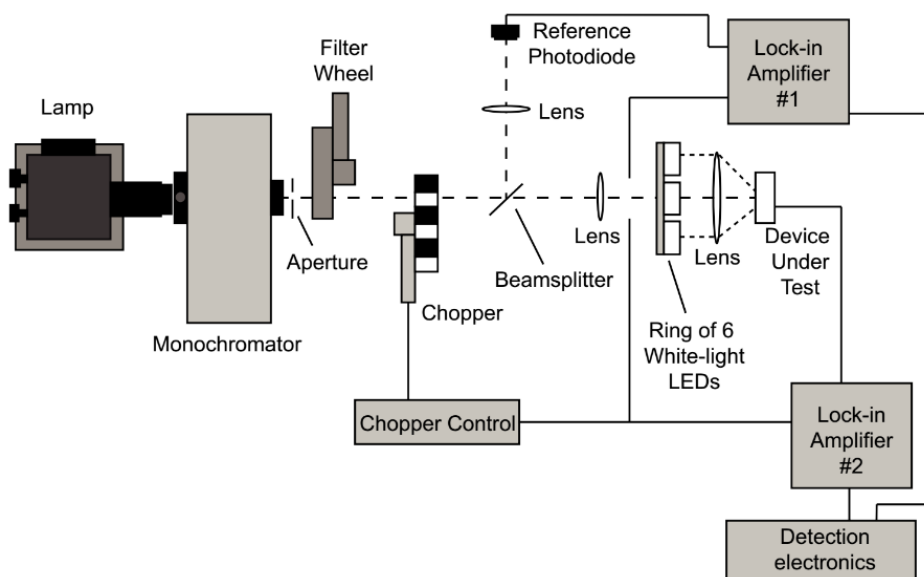 Lamp
Filter
Wheel
Reference
Photodiode
Lens
Lock-in
Amplifier
#1
Aperture
Monochromator
Chopper
Beamsplitter
Lens
Lens
Device
Under
Test
Ring of 6
White-light
LEDs
Chopper Control
Lock-in
Amplifier
#2
Detection
electronics